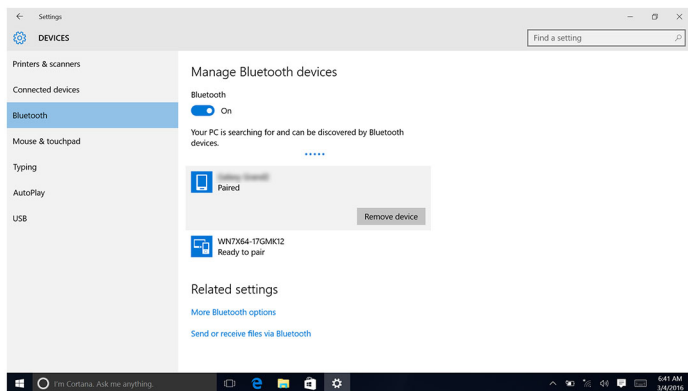 Settings
DEVICES
Find a setting
Printers & scanners
Connected devices
Bluetooth
Mouse & touchpad
Typing
AutoPlay
USB
Manage Bluetooth devices
Bluetooth
On
Your PC is searching for and can be discovered by Bluetooth
devices.
Paired
Remove device
WN7X64-17GMK12
Ready to pair
Related settings
More Bluetooth options
Send or receive files via Bluetooth
I'm Cortana. Ask me anything.
6:41 AM
3/4/2016